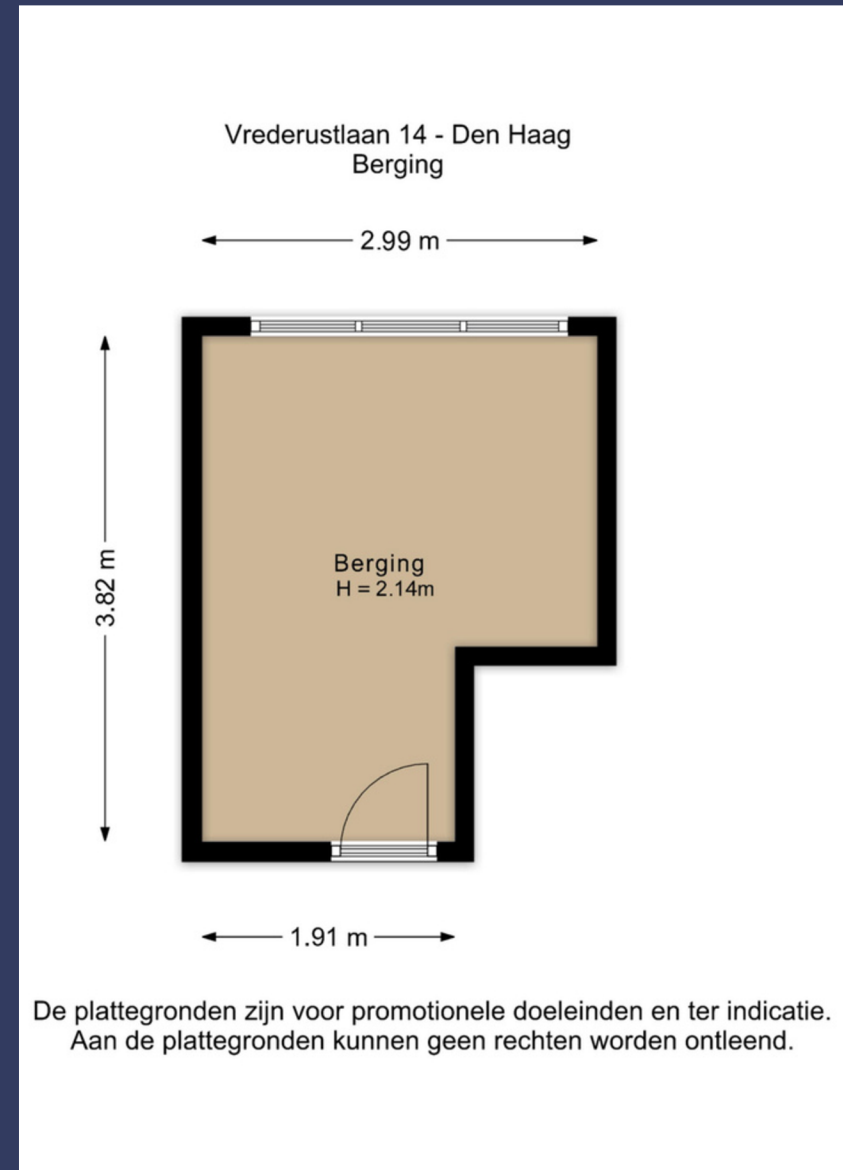 Vrederustlaan 14 - Den Haag
Berging
2.99 m
3.82 m
Berging
H = 2.14m
1.91 m
De plattegronden zijn voor promotionele doeleinden en ter indicatie.
Aan de plattegronden kunnen geen rechten worden ontleend.